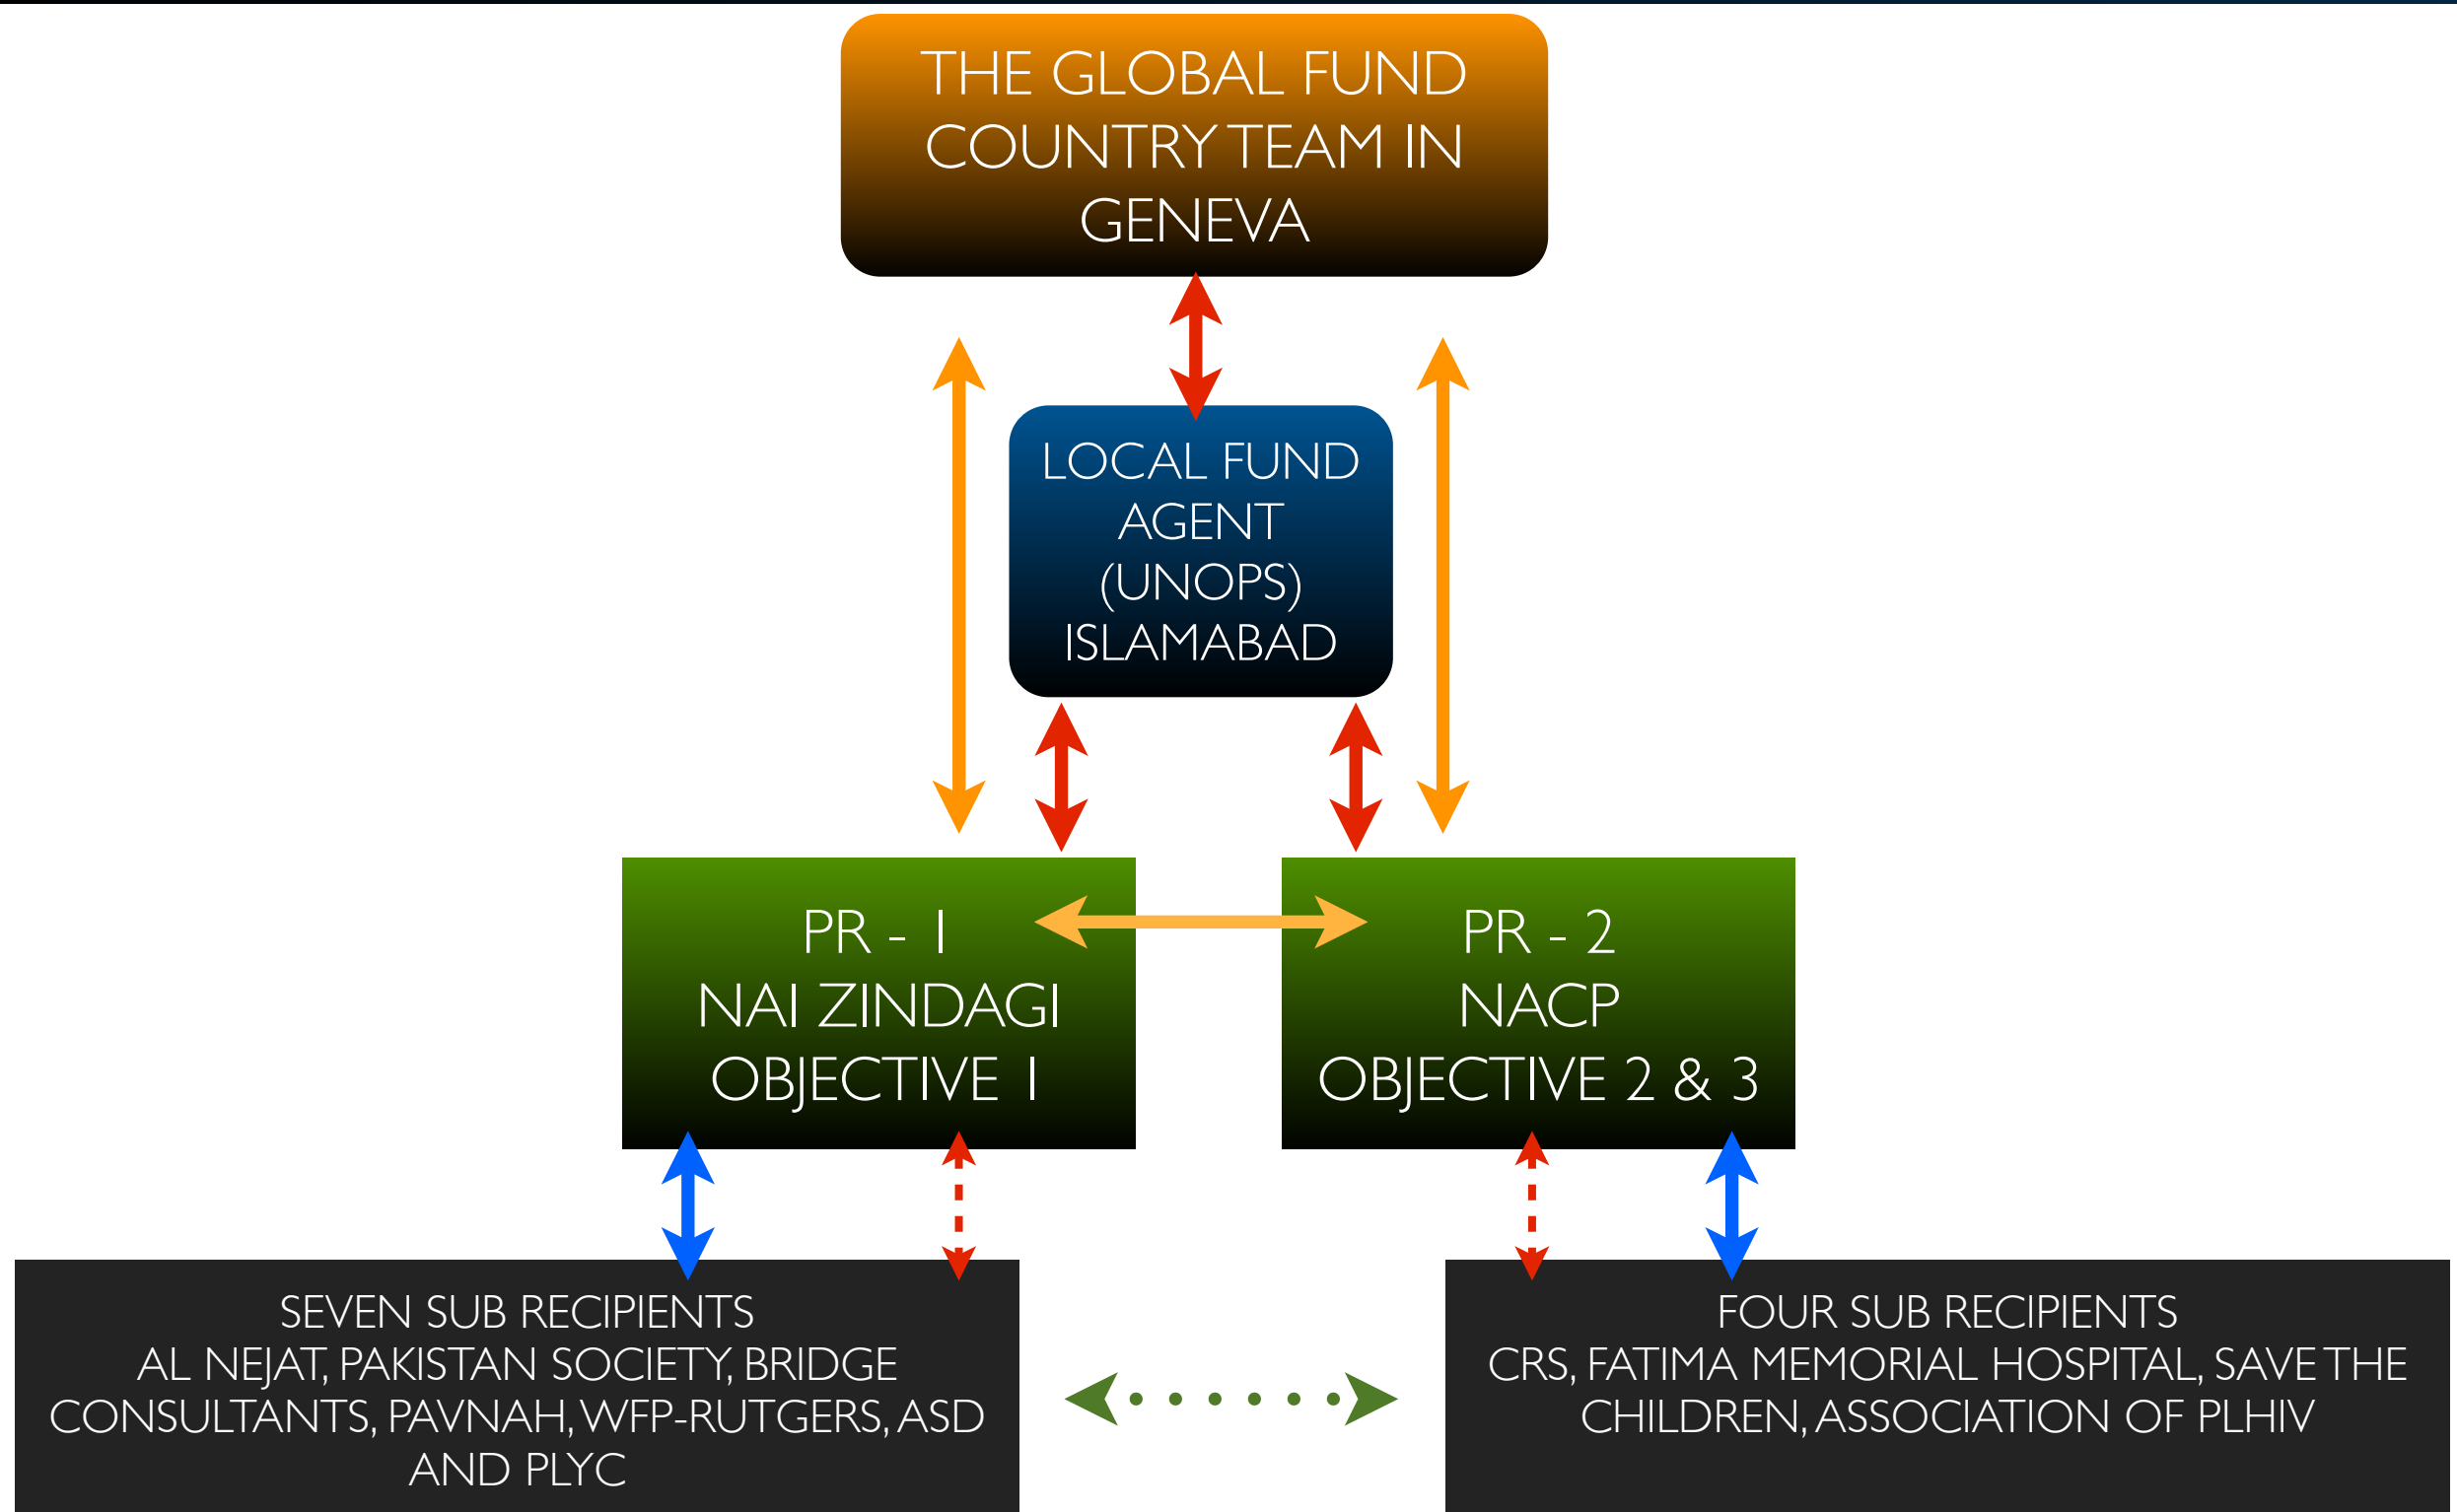 THE GLOBAL FUND
COUNTRY TEAM IN
GENEVA
LOCAL FUND
AGENT
(UNOPS)
ISLAMABAD
PR - 1
NAI ZINDAGI
OBJECTIVE 1
PR - 2
NACP
OBJECTIVE 2 & 3
SEVEN SUB RECIPIENTS
AL NEJAT, PAKISTAN SOCIETY, BRIDGE
CONSULTANTS, PAVNAH, WFP-RUTGERS, ASD
AND PLYC
FOUR SUB RECIPIENTS
CRS, FATIMA MEMORIAL HOSPITAL, SAVE THE
CHILDREN, ASSOCIATION OF PLHIV